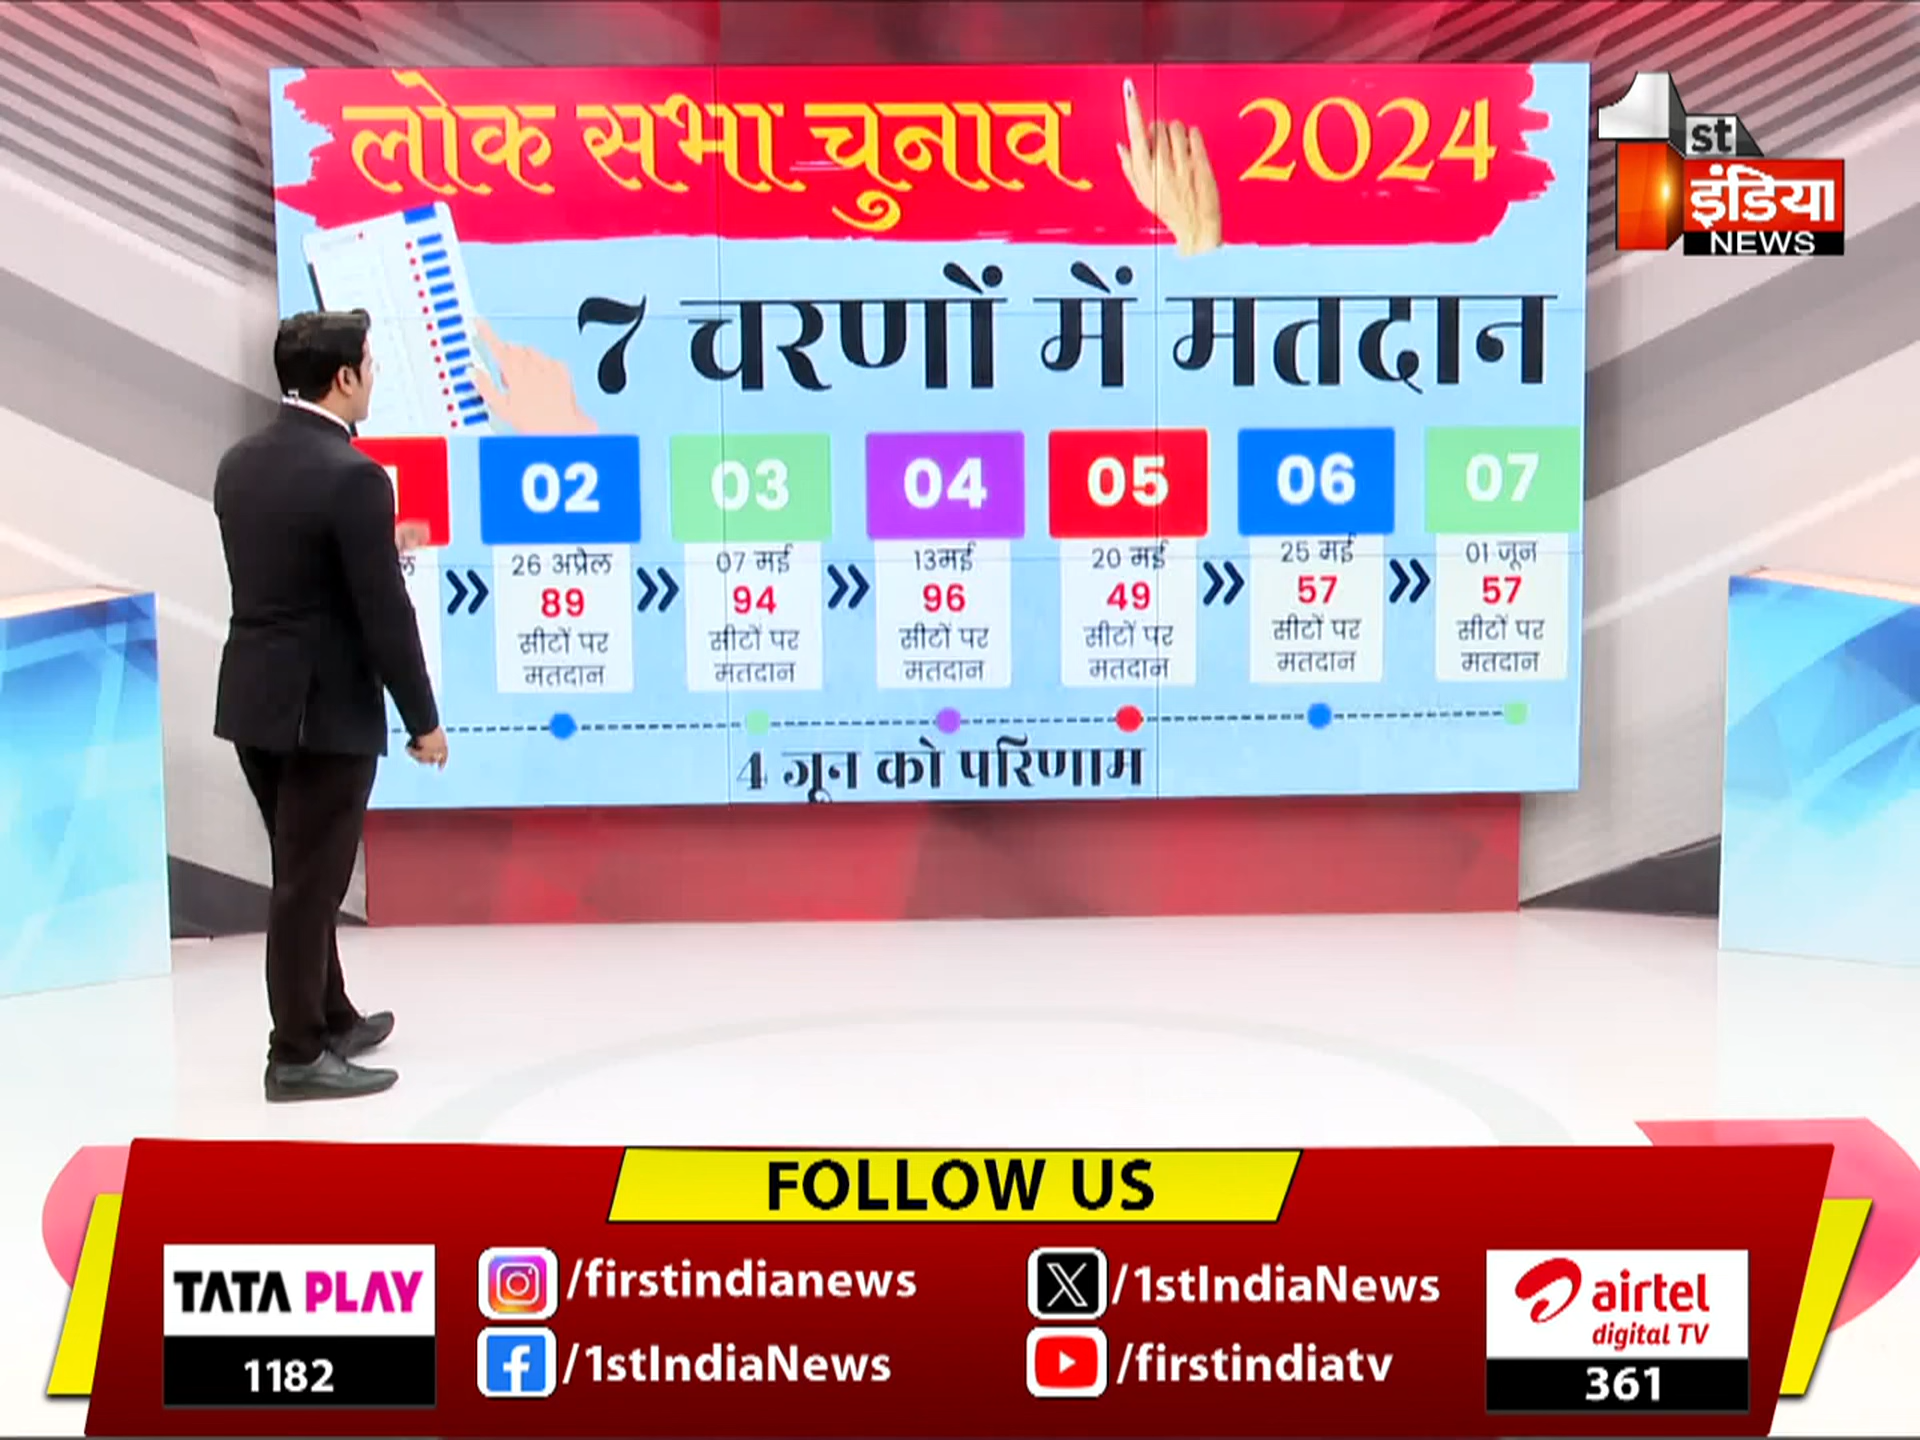 लोक सभा चुनाव 2024
1st
इंडिया
NEWS
7 चरणों में मतदान
02
03
04
05
06
07
26 अप्रैल
89
सीटों पर
मतदान
07 मई
94
सीटों पर
मतदान
13मई
96
सीटों पर
मतदान
20 मई
49
सीटों पर
मतदान
25 मई
57
सीटों पर
मतदान
01 जून
57
सीटों पर
मतदान
4 जून को परिणाम
FOLLOW US
TATA PLAY
1182
/firstindianews
/1stIndiaNews
/1stIndiaNews
/firstindiatv
airtel
digital TV
361